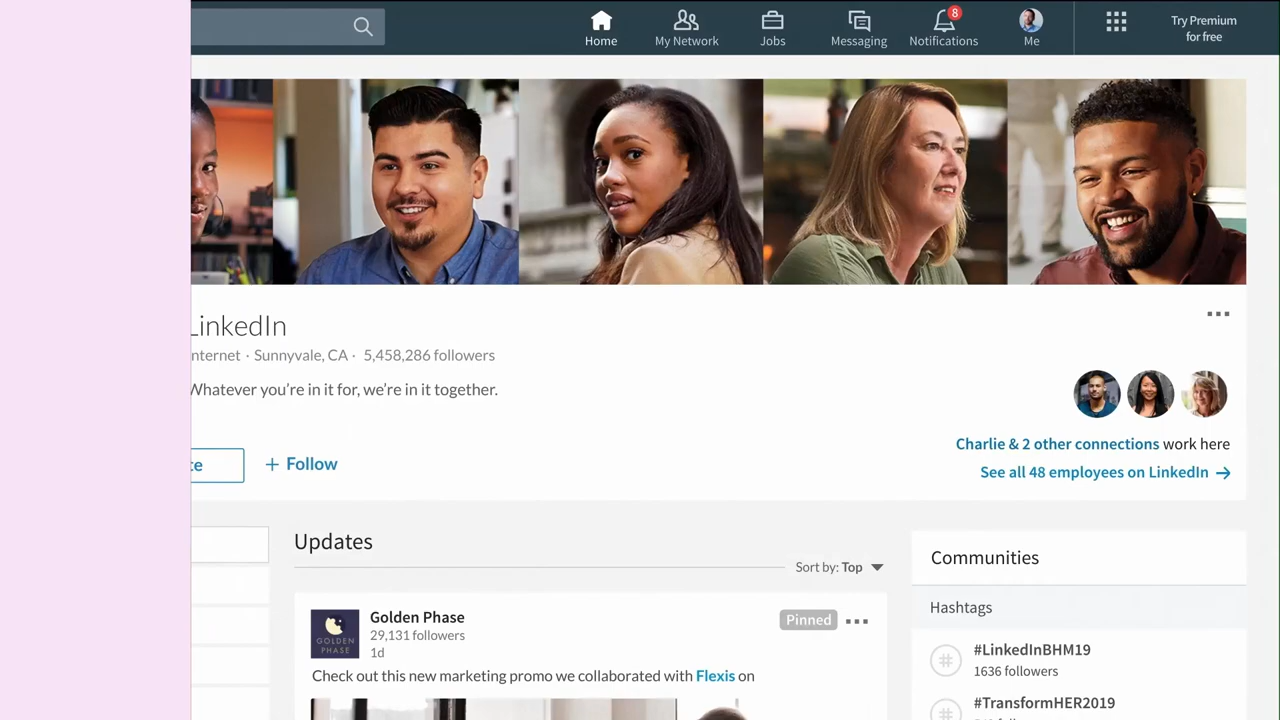 Home
My Network
Jobs
Messaging
8
Notifications
Me
Try Premium
for free
LinkedIn
nternet · Sunnyvale, CA · 5,458,286 followers
Whatever you're in it for, we're in it together.
te
+ Follow
Charlie & 2 other connections work here
See all 48 employees on LinkedIn →
Updates
Sort by: Top
Golden Phase
29,131 followers
1d
Pinned
GOLDEN
PHASE
Check out this new marketing promo we collaborated with Flexis on
Communities
Hashtags
#
#LinkedInBHM19
1636 followers
#
#TransformHER2019